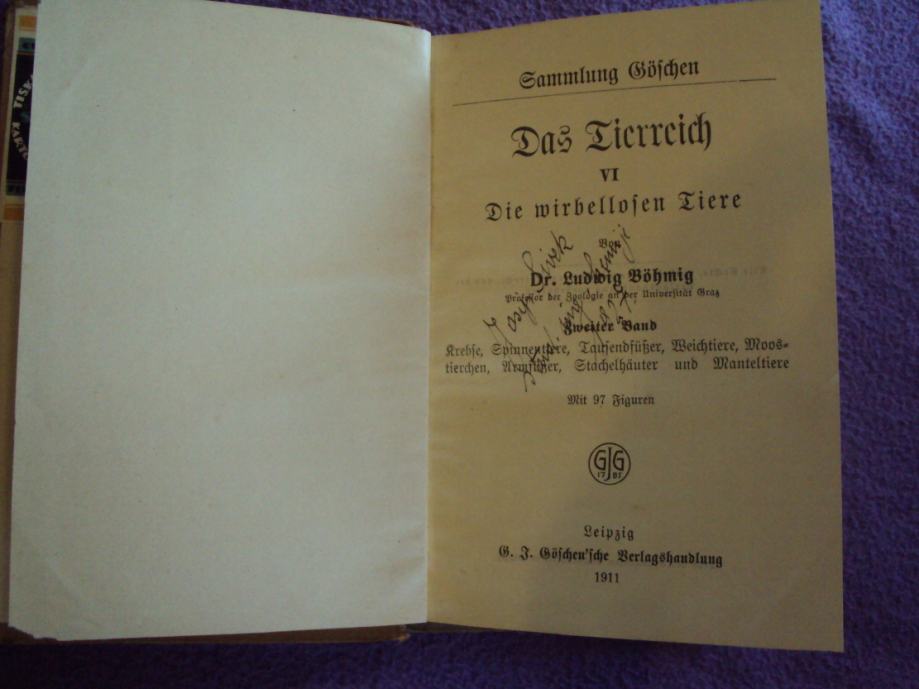 Sammlung Göschen
Das Tierreich
VI
Die wirbellosen Tiere
Von
Dr. Ludwig Böhmig
Professor der Zoologie an der Universität Graz
Zweiter Band
Krebse, Spinnentiere, Tausendfüßer, Weichtiere, Moos-
tierchen, Armfüßer, Stachelhäuter und Manteltiere
Mit 97 Figuren
GJG
Leipzig
G. J. Göschen'sche Verlagshandlung
1911